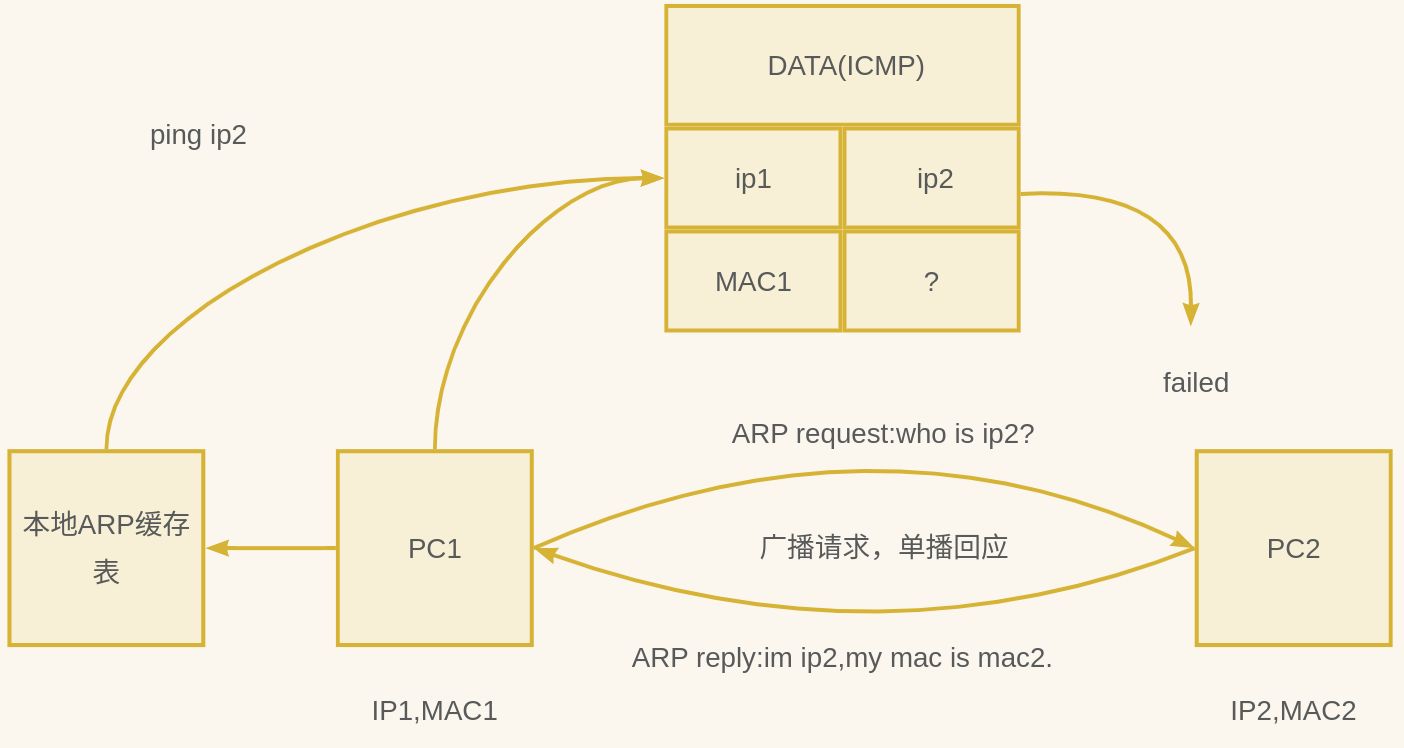 DATA(ICMP)
ping ip2
ip1
ip2
MAC1
?
failed
ARP request:who is ip2?
本地ARP缓存
表
PC1
广播请求，单播回应
PC2
ARP reply:im ip2,my mac is mac2.
IP1,MAC1
IP2,MAC2